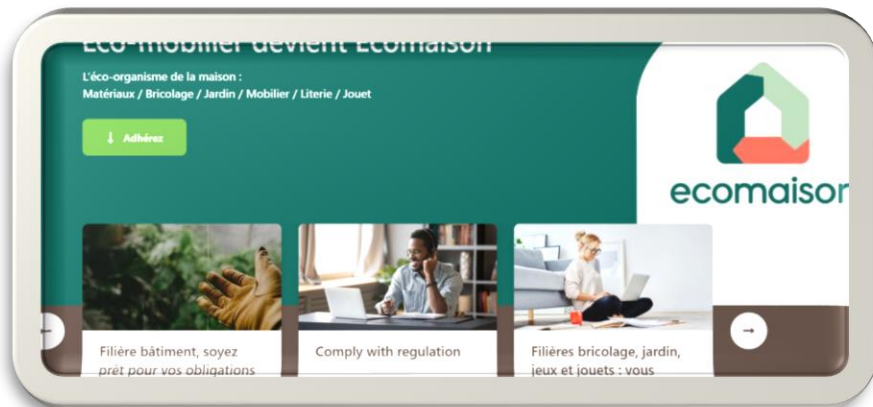 Eco-mobilier devient Ecomaison
L'éco-organisme de la maison :
Matériaux / Bricolage / Jardin / Mobilier / Literie / Jouet
↓ Adhérez
ecomaison
Filière bâtiment, soyez
prêt pour vos obligations
Comply with regulation
Filières bricolage, jardin,
jeux et jouets : vous